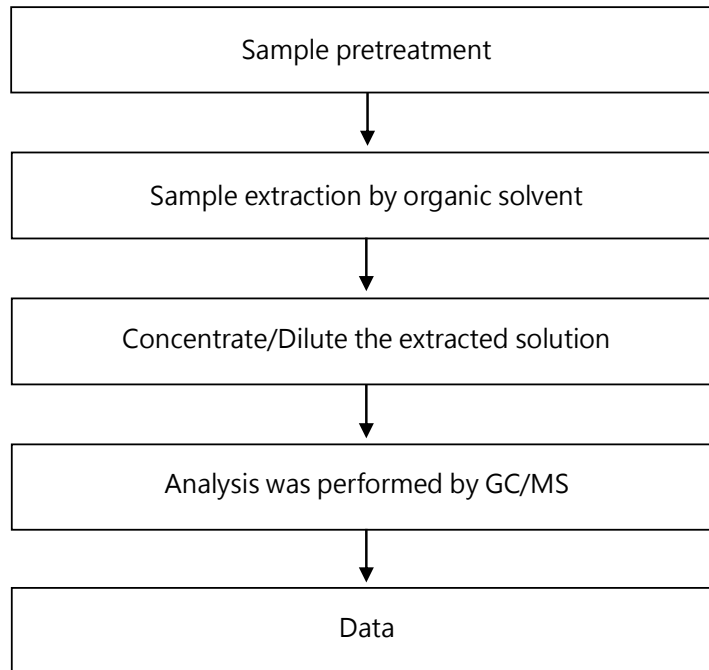 Sample pretreatment
Sample extraction by organic solvent
Concentrate/Dilute the extracted solution
Analysis was performed by GC/MS
Data